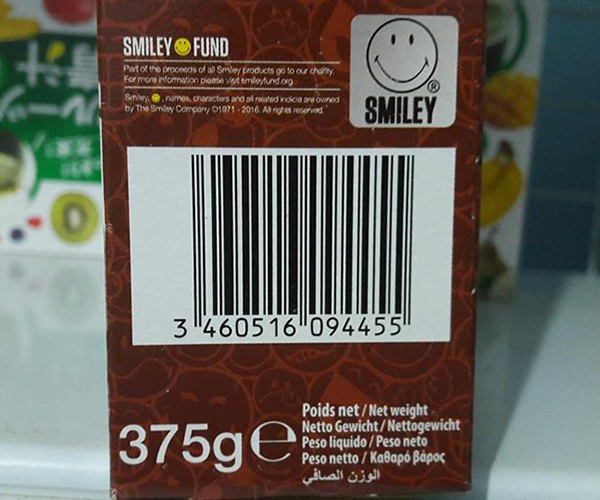 SMILEY FUND
Part of the proceeds of all Smiley products go to our charity.
For more information please visit smileyfund.org
Smiley, , names, characters and all related indicia are owned
by The Smiley Company ©1971 - 2016. All rights reserved.
®
SMILEY
3 460516 094455
375g e
Poids net / Net weight
Netto Gewicht / Nettogewicht
Peso liquido / Peso neto
Peso netto / Καθαρό βάρος
الوزن الصافي